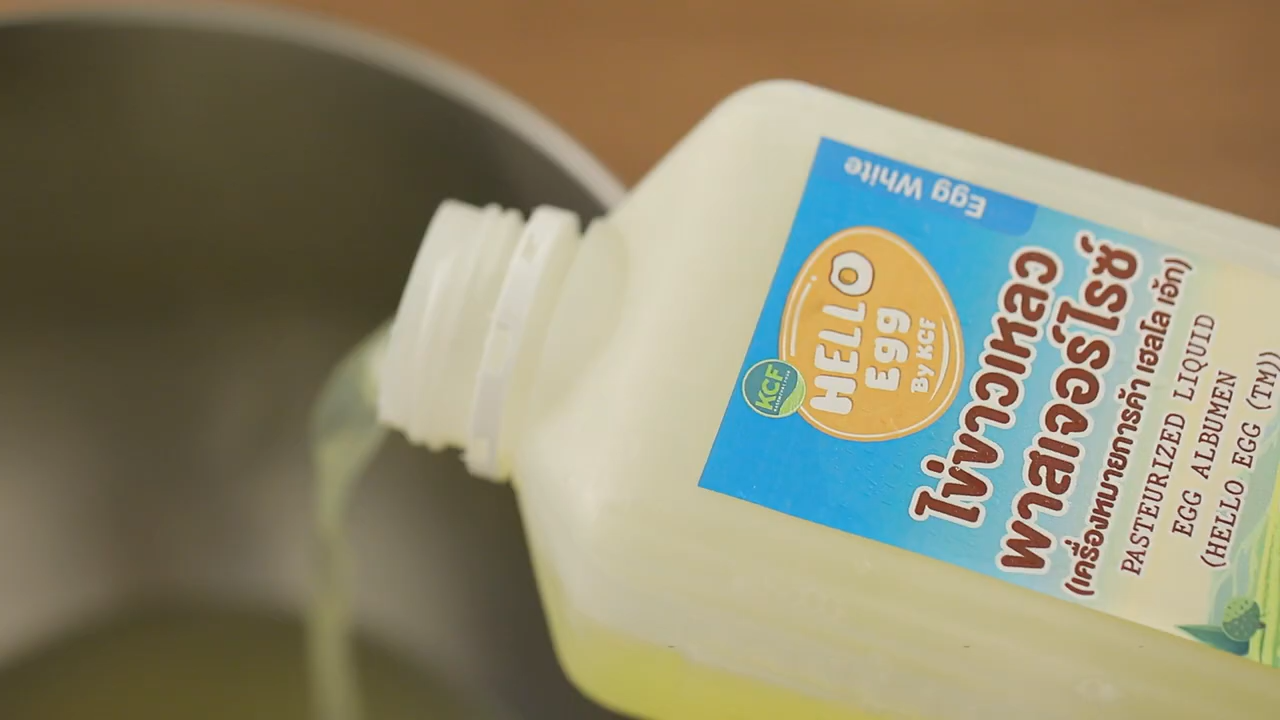 Egg White
HELLO
Egg
By KCF
KCF
ไข่ขาวเหลว
พาสเจอร์ไรซ์
(เครื่องหมายการค้า เฮลโล เอ้ก)
PASTEURIZED LIQUID
EGG ALBUMEN
(HELLO EGG (TM))